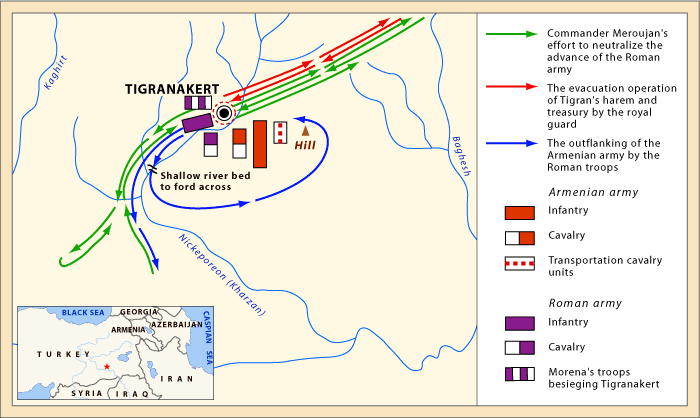 Kaghirt
TIGRANAKERT
Hill
Shallow river bed
to ford across
Baghesh
Nickeporeon (Kharzan)
BLACK SEA
GEORGIA
ARMENIA
AZERBAIJAN
CASPIAN SEA
TURKEY
IRAN
SYRIA
IRAQ
Commander Meroujan's
effort to neutralize the
advance of the Roman
army
The evacuation operation
of Tigran's harem and
treasury by the royal
guard
The outflanking of the
Armenian army by the
Roman troops
Armenian army
Infantry
Cavalry
Transportation cavalry
units
Roman army
Infantry
Cavalry
Morena's troops
besieging Tigranakert